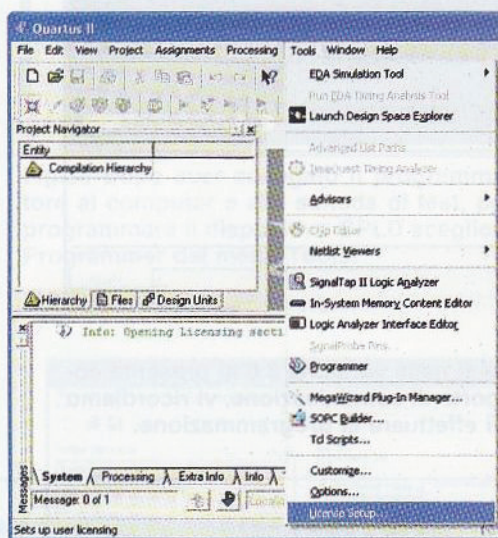 Quartus II
File Edit View Project Assignments Processing Tools Window Help
EDA Simulation Tool
Run EDA Timing Analysis Tool
Launch Design Space Explorer
Project Navigator
Entity
Advanced List Paths
Compilation Hierarchy
TimeQuest Timing Analyzer
Advisors
Chip Editor
Netlist Viewers
SignalTap II Logic Analyzer
Hierarchy Files Design Units
In-System Memory Content Editor
Logic Analyzer Interface Editor
Info: Opening Licensing secti
SignalProbe Pins...
Programmer
MegaWizard Plug-In Manager...
SOPC Builder...
Tcl Scripts...
System Processing Extra Info Info
Customize...
Messages
Message: 0 of 1
Locatio
Options...
License Setup...
Sets up user licensing